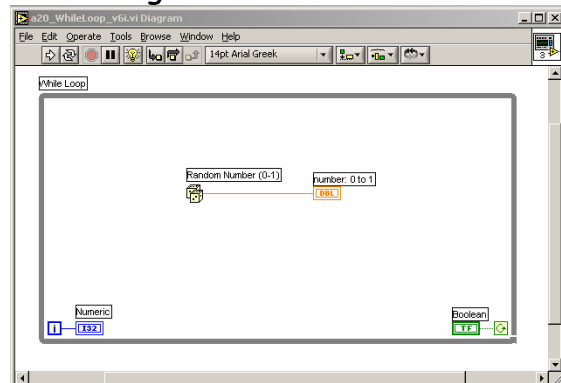 a20_WhileLoop_v6i.vi Diagram
File Edit Operate Tools Browse Window Help
14pt Arial Greek
3
While Loop
Random Number (0-1)
number: 0 to 1
DBL
Numeric
i
I32
Boolean
TF